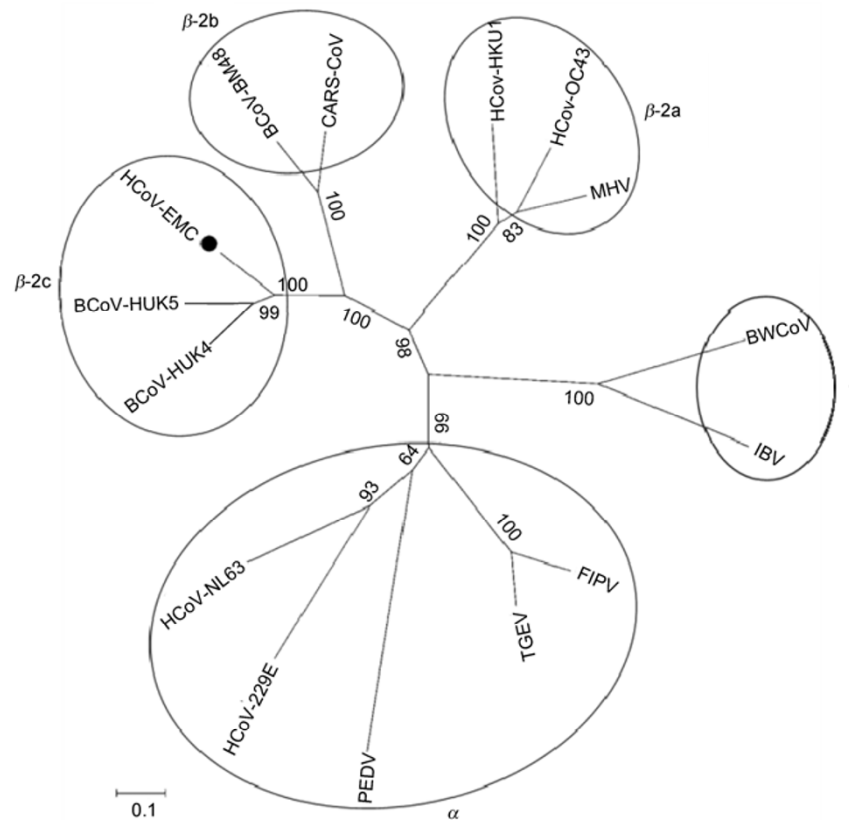 β-2b
BCoV-BM48
CARS-CoV
100
HCoV-HKU1
HCoV-OC43
MHV
β-2a
100
83
HCoV-EMC
β-2c
BCoV-HUK5
BCoV-HUK4
100
99
100
98
BWCoV
IBV
100
99
64
93
100
HCoV-NL63
HCoV-229E
PEDV
TGEV
FIPV
α
0.1